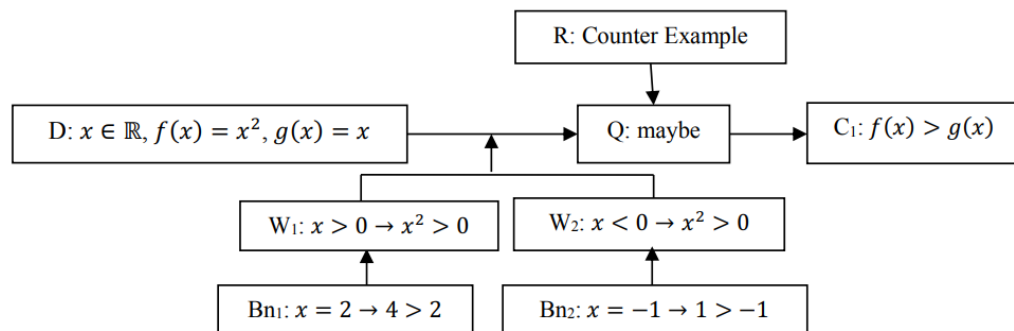 R: Counter Example
D: 𝑥 ∈ ℝ, 𝑓(𝑥) = 𝑥², 𝑔(𝑥) = 𝑥
Q: maybe
C₁: 𝑓(𝑥) > 𝑔(𝑥)
W₁: 𝑥 > 0 → 𝑥² > 0
W₂: 𝑥 < 0 → 𝑥² > 0
Bn₁: 𝑥 = 2 → 4 > 2
Bn₂: 𝑥 = −1 → 1 > −1